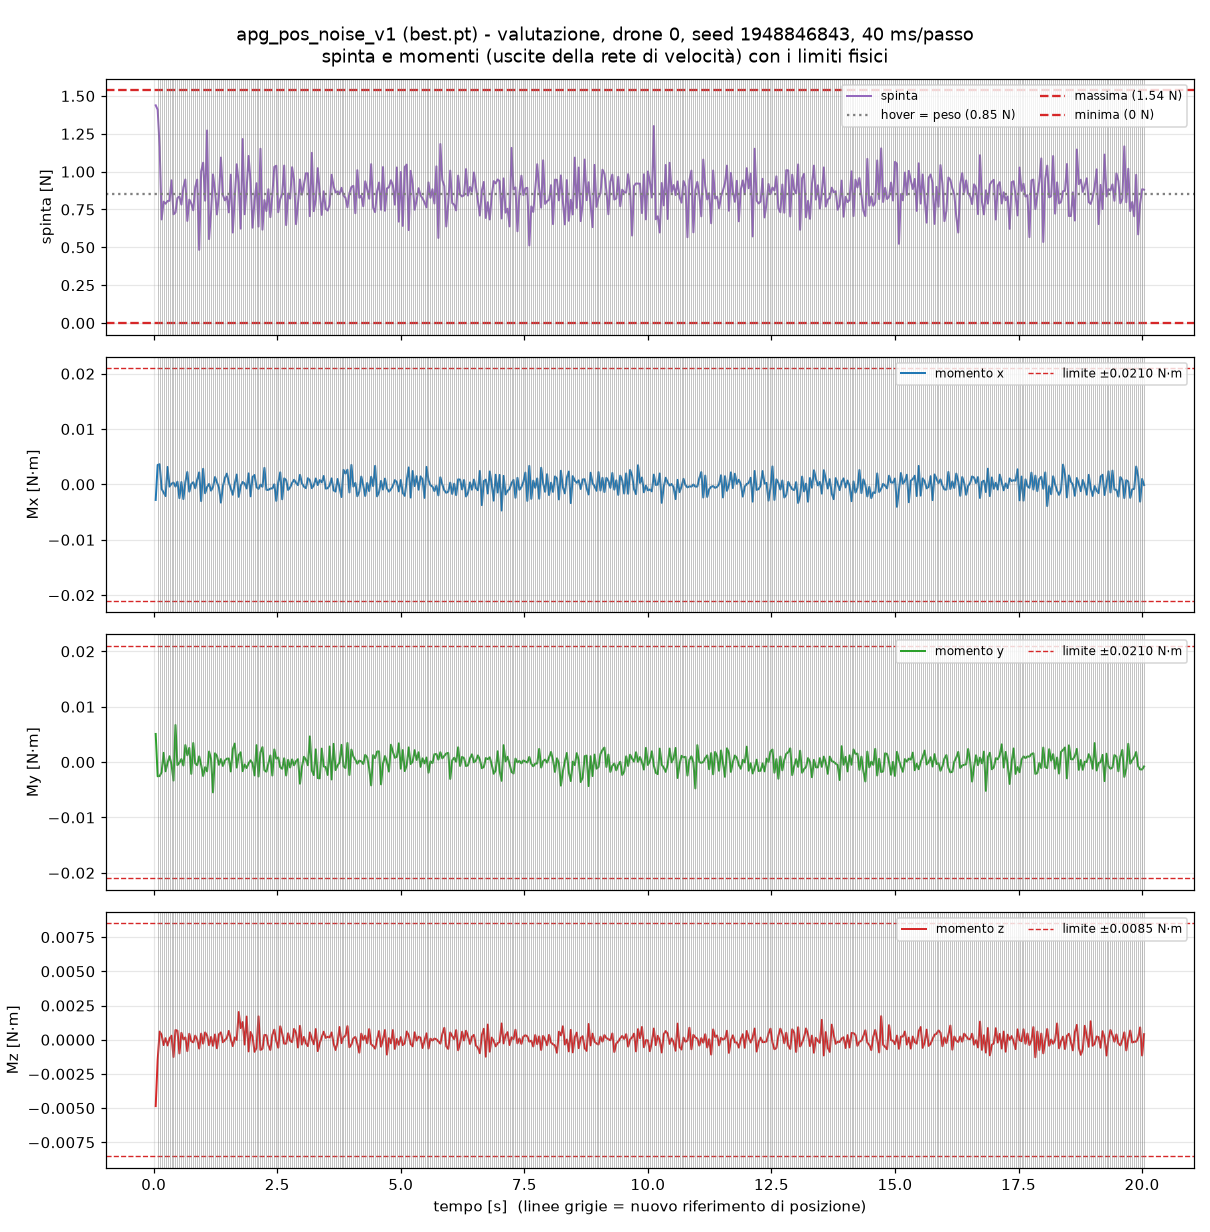 apg_pos_noise_v1 (best.pt) - valutazione, drone 0, seed 1948846843, 40 ms/passo
spinta e momenti (uscite della rete di velocità) con i limiti fisici
spinta [N]
1.50
1.25
1.00
0.75
0.50
0.25
0.00
spinta
hover = peso (0.85 N)
massima (1.54 N)
minima (0 N)
Mx [N·m]
0.02
0.01
0.00
−0.01
−0.02
momento x
limite ±0.0210 N·m
My [N·m]
0.02
0.01
0.00
−0.01
−0.02
momento y
limite ±0.0210 N·m
Mz [N·m]
0.0075
0.0050
0.0025
0.0000
−0.0025
−0.0050
−0.0075
momento z
limite ±0.0085 N·m
0.0 2.5 5.0 7.5 10.0 12.5 15.0 17.5 20.0
tempo [s]  (linee grigie = nuovo riferimento di posizione)